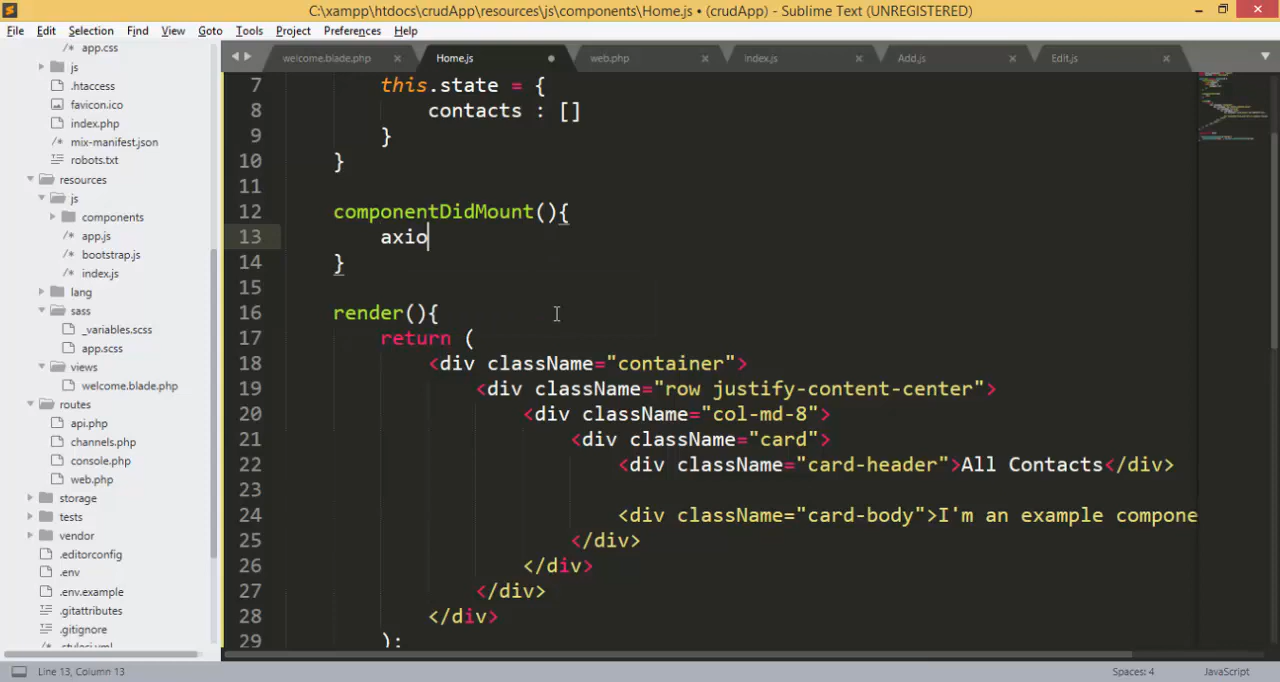 C:\xampp\htdocs\crudApp\resources\js\components\Home.js • (crudApp) - Sublime Text (UNREGISTERED)
File Edit Selection Find View Goto Tools Project Preferences Help
welcome.blade.php Home.js web.php Index.js Add.js Edit.js
app.css
js
.htaccess
favicon.ico
index.php
mix-manifest.json
robots.txt
resources
js
components
app.js
bootstrap.js
index.js
lang
sass
_variables.scss
app.scss
views
welcome.blade.php
routes
api.php
channels.php
console.php
web.php
storage
tests
vendor
.editorconfig
.env
.env.example
.gitattributes
.gitignore
7 this.state = {
8 contacts : []
9 }
10 }
11
12 componentDidMount(){
13 axio
14 }
15
16 render(){
17 return (
18 <div className="container">
19 <div className="row justify-content-center">
20 <div className="col-md-8">
21 <div className="card">
22 <div className="card-header">All Contacts</div>
23
24 <div className="card-body">I'm an example compone
25 </div>
26 </div>
27 </div>
28 </div>
29 );
Line 13, Column 13 Spaces: 4 JavaScript